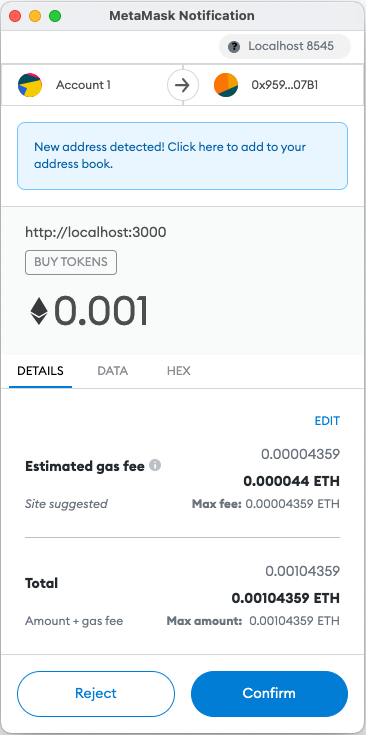 MetaMask Notification
Localhost 8545
Account 1
0x959...07B1
New address detected! Click here to add to your
address book.
http://localhost:3000
BUY TOKENS
0.001
DETAILS DATA HEX
EDIT
0.00004359
Estimated gas fee
0.000044 ETH
Site suggested
Max fee: 0.00004359 ETH
0.00104359
Total
0.00104359 ETH
Amount + gas fee
Max amount: 0.00104359 ETH
Reject
Confirm